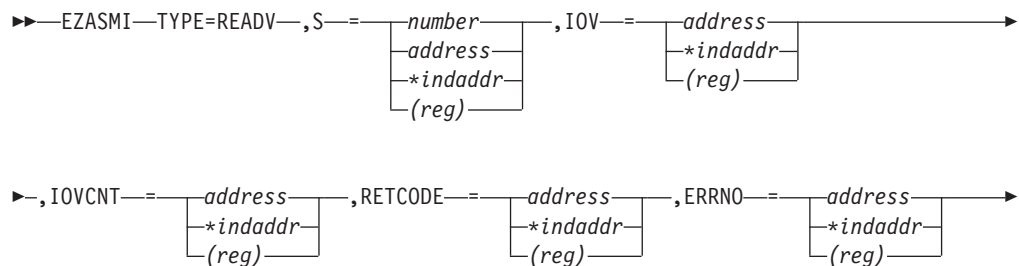 EZASMI TYPE=READV ,S = number ,IOV = address
address *indaddr
*indaddr (reg)
(reg)
,IOVCNT = address ,RETCODE = address ,ERRNO = address
*indaddr *indaddr *indaddr
(reg) (reg) (reg)